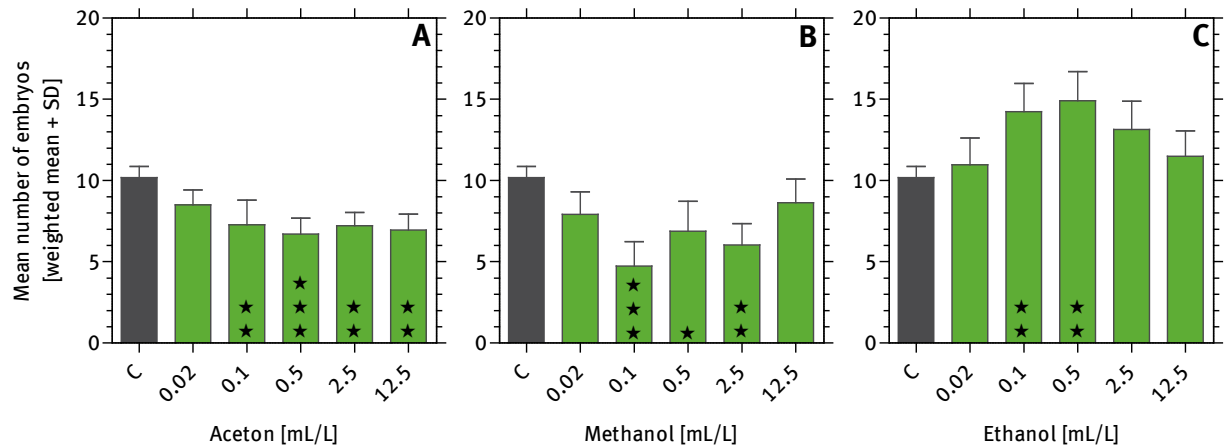 Mean number of embryos
[weighted mean + SD]
20
15
10
5
0
A
C
0.02
0.1
0.5
2.5
12.5
Aceton [mL/L]
20
15
10
5
0
B
C
0.02
0.1
0.5
2.5
12.5
Methanol [mL/L]
20
15
10
5
0
C
C
0.02
0.1
0.5
2.5
12.5
Ethanol [mL/L]